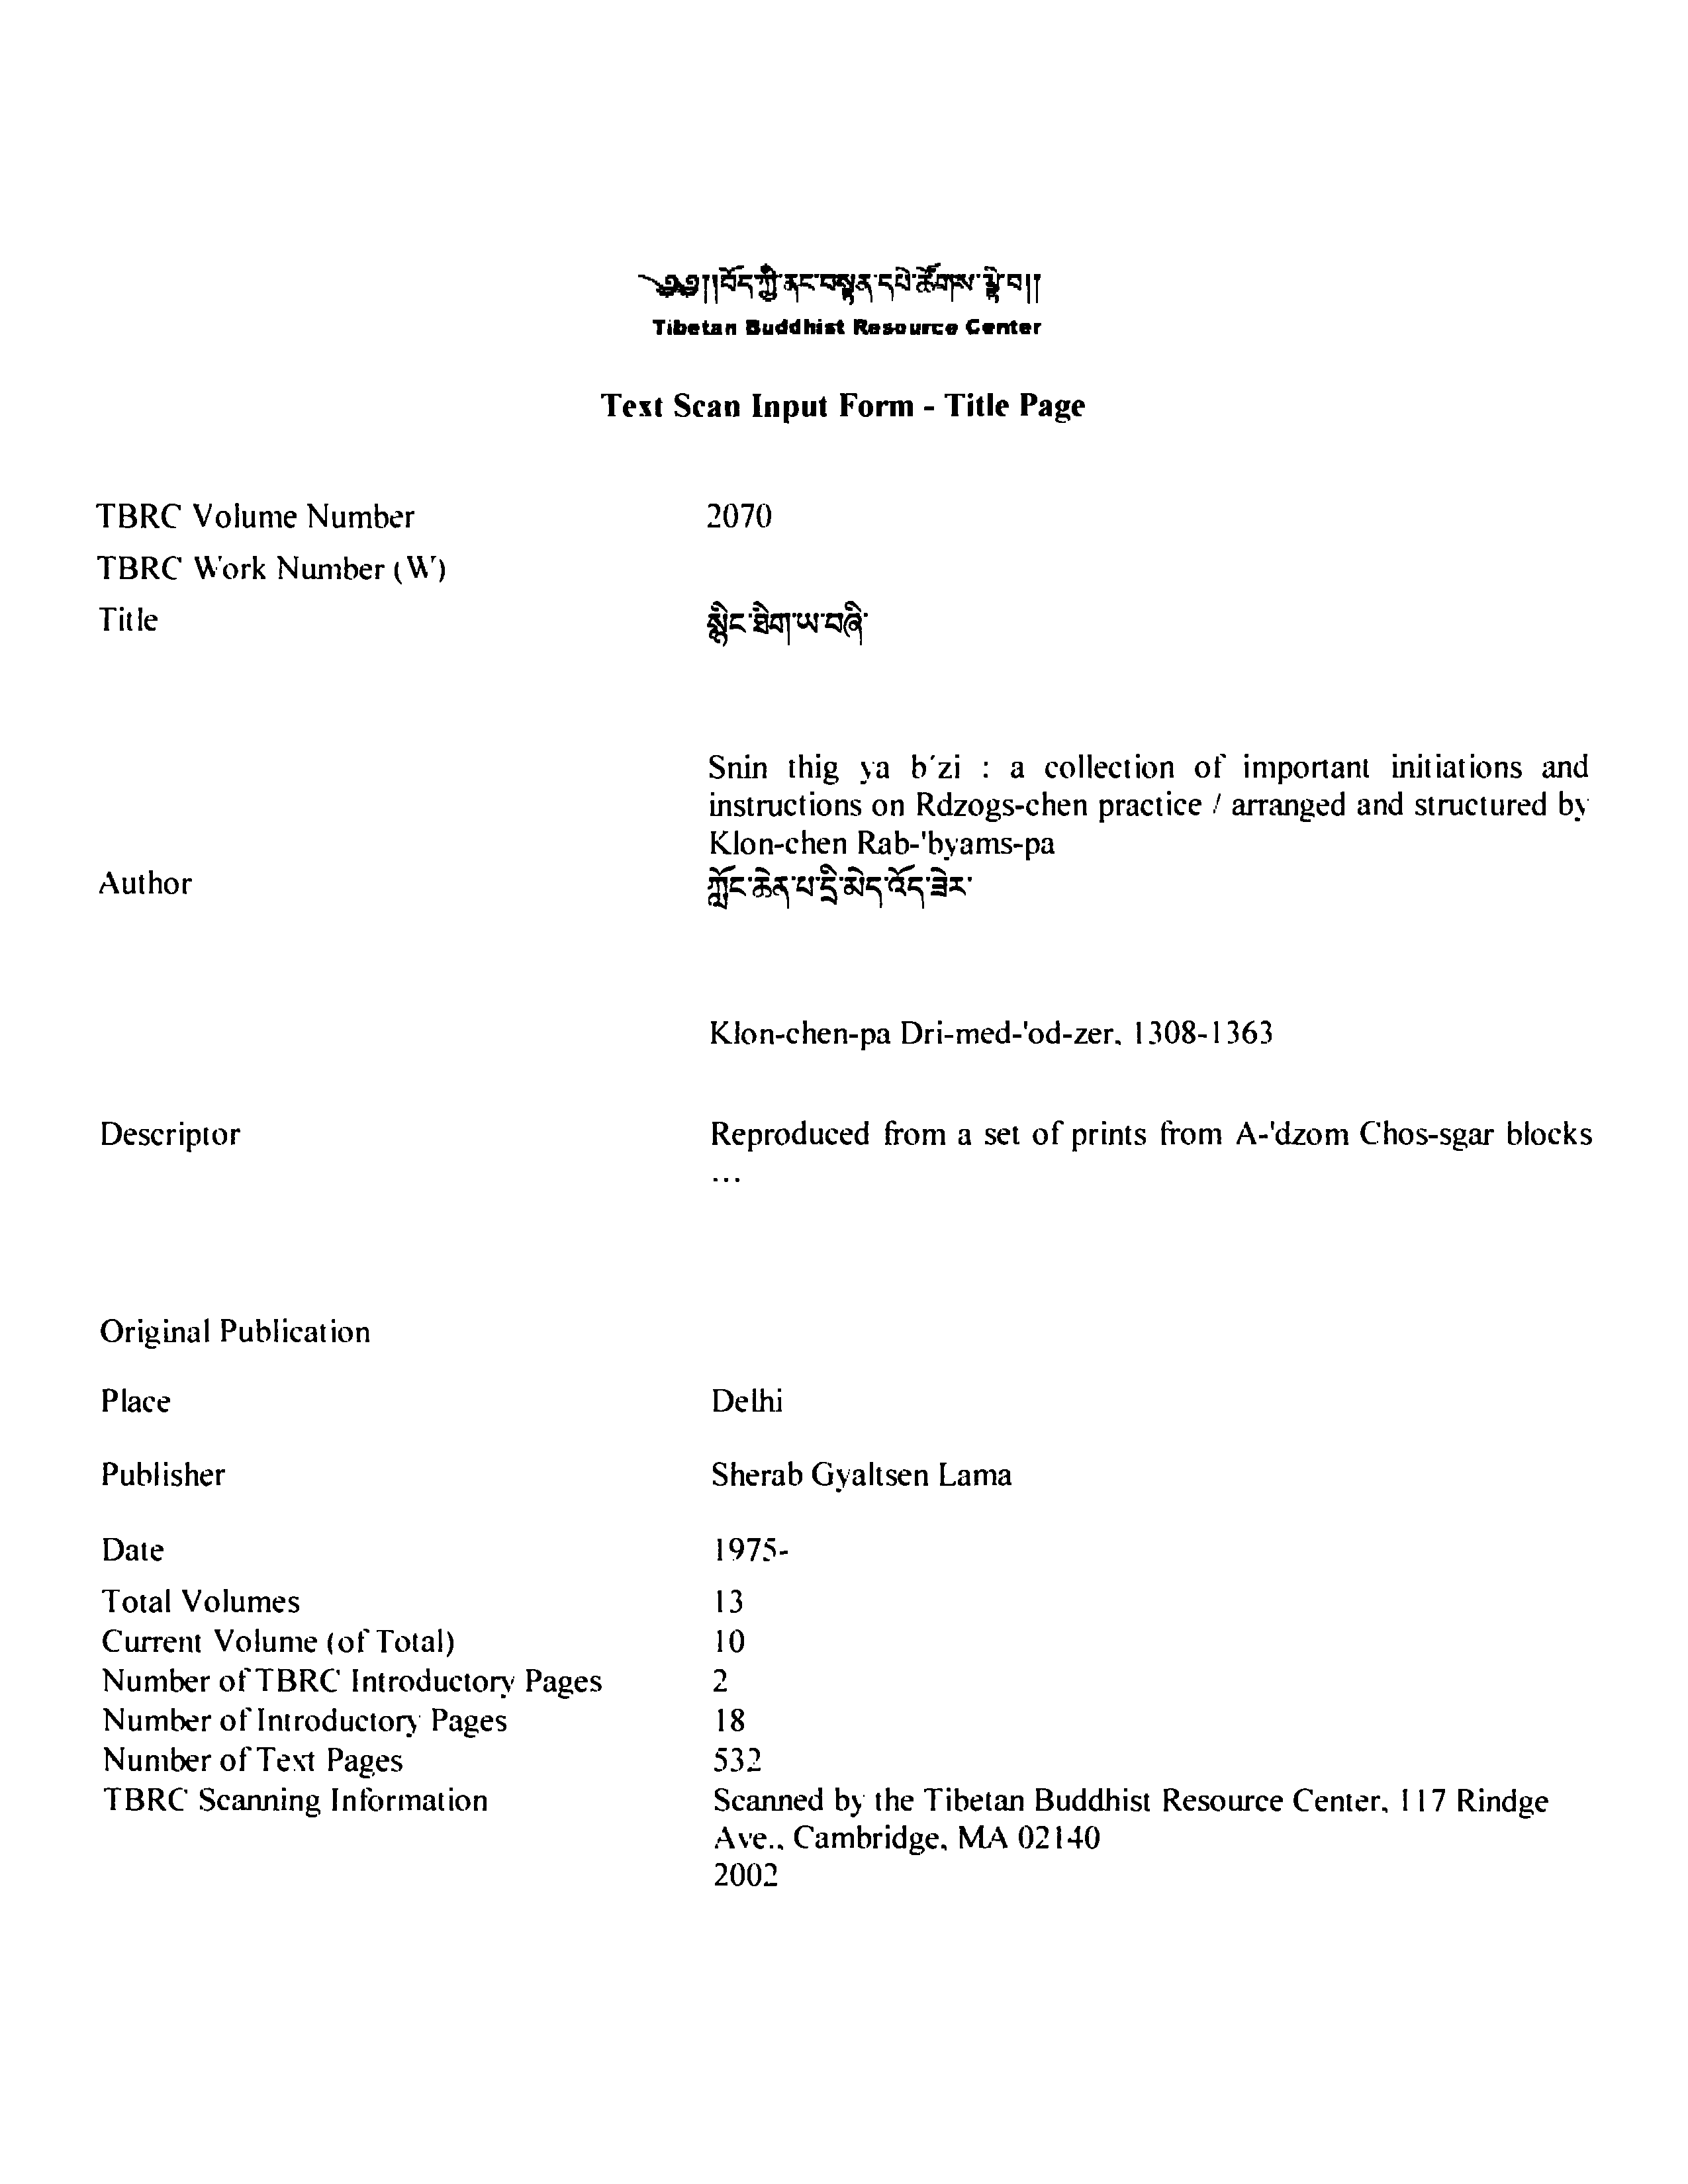 ༄༅།།བོད་ཀྱི་ནང་བསྟན་དཔེ་ཚོགས་ལྟེ་བ།།
Tibetan Buddhist Resource Center
Text Scan Input Form - Title Page
TBRC Volume Number 2070
TBRC Work Number (W)
Title སྙིང་ཐིག་ཡ་བཞི་
Snin thig ya b'zi : a collection of important initiations and
instructions on Rdzogs-chen practice / arranged and structured by
Klon-chen Rab-'byams-pa
Author ཀློང་ཆེན་པ་དྲི་མེད་འོད་ཟེར་
Klon-chen-pa Dri-med-'od-zer, 1308-1363
Descriptor Reproduced from a set of prints from A-'dzom Chos-sgar blocks
...
Original Publication
Place Delhi
Publisher Sherab Gyaltsen Lama
Date 1975-
Total Volumes 13
Current Volume (of Total) 10
Number of TBRC Introductory Pages 2
Number of Introductory Pages 18
Number of Text Pages 532
TBRC Scanning Information Scanned by the Tibetan Buddhist Resource Center, 117 Rindge
Ave., Cambridge, MA 02140
2002